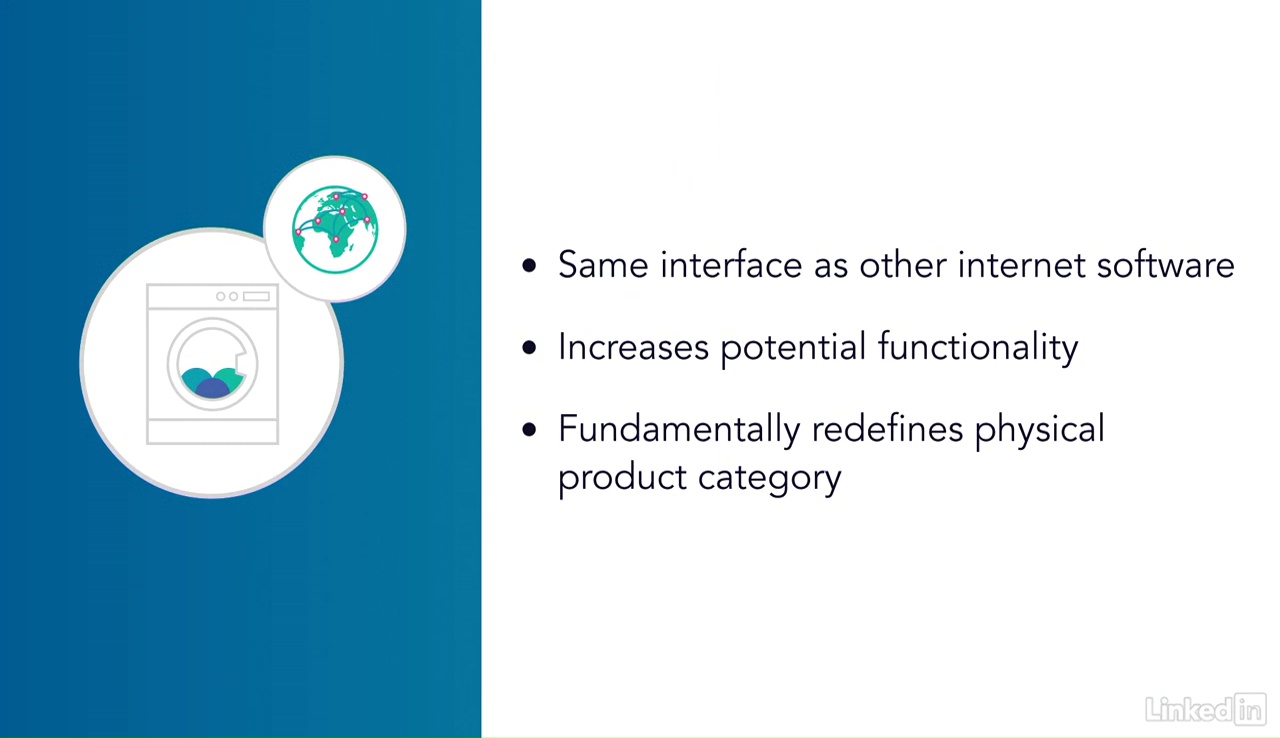 • Same interface as other internet software
• Increases potential functionality
• Fundamentally redefines physical
product category
LinkedIn